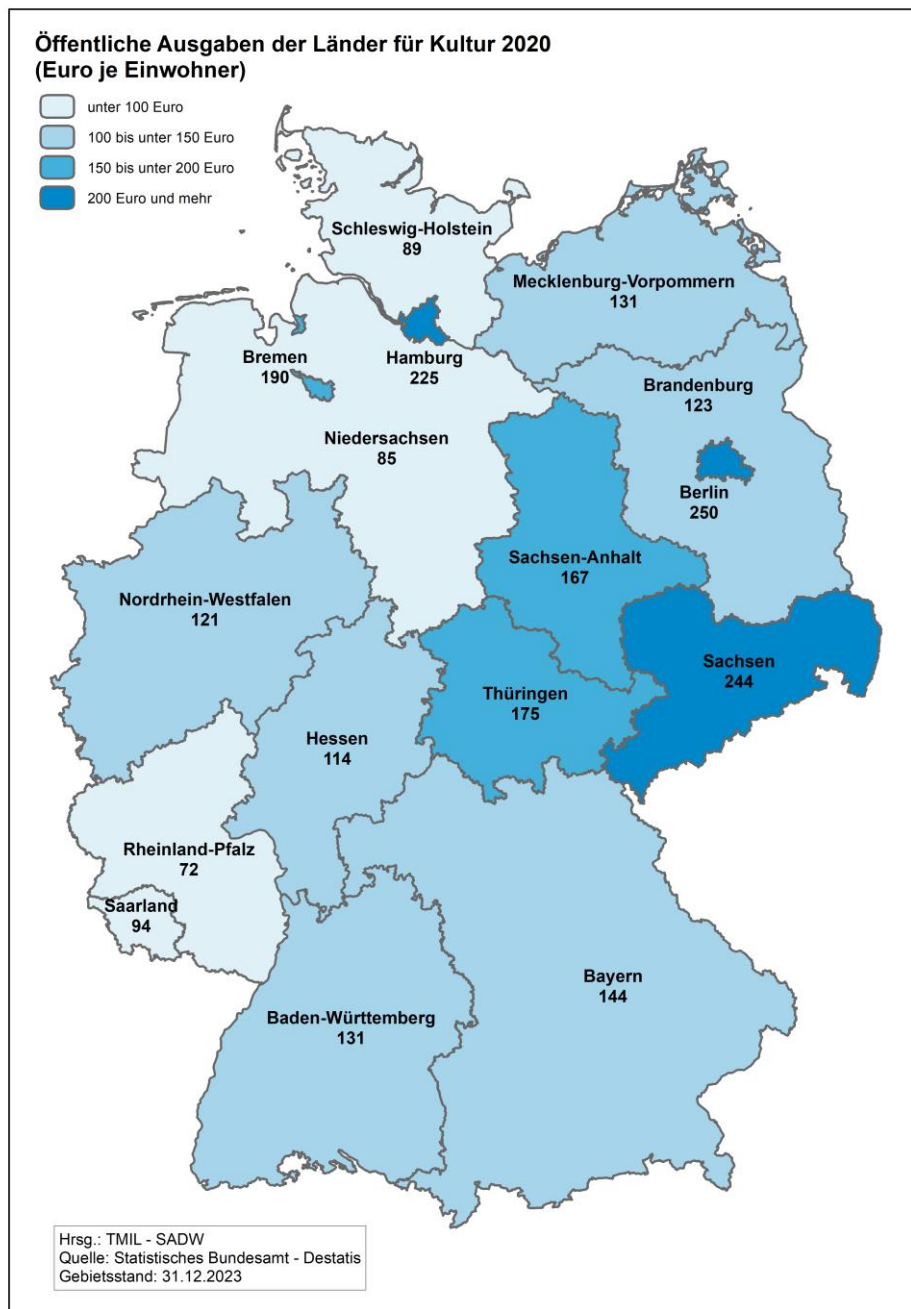 Öffentliche Ausgaben der Länder für Kultur 2020
(Euro je Einwohner)
unter 100 Euro
100 bis unter 150 Euro
150 bis unter 200 Euro
200 Euro und mehr
Schleswig-Holstein
89
Mecklenburg-Vorpommern
131
Bremen
190
Hamburg
225
Brandenburg
123
Niedersachsen
85
Berlin
250
Sachsen-Anhalt
167
Nordrhein-Westfalen
121
Sachsen
244
Thüringen
175
Hessen
114
Rheinland-Pfalz
72
Saarland
94
Bayern
144
Baden-Württemberg
131
Hrsg.: TMIL - SADW
Quelle: Statistisches Bundesamt - Destatis
Gebietsstand: 31.12.2023